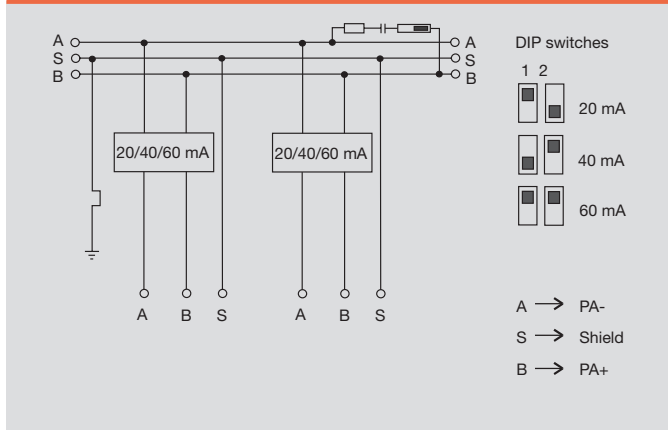 A A
S S
B B
20/40/60 mA 20/40/60 mA
A B S A B S
DIP switches
1 2
20 mA
40 mA
60 mA
A → PA-
S → Shield
B → PA+